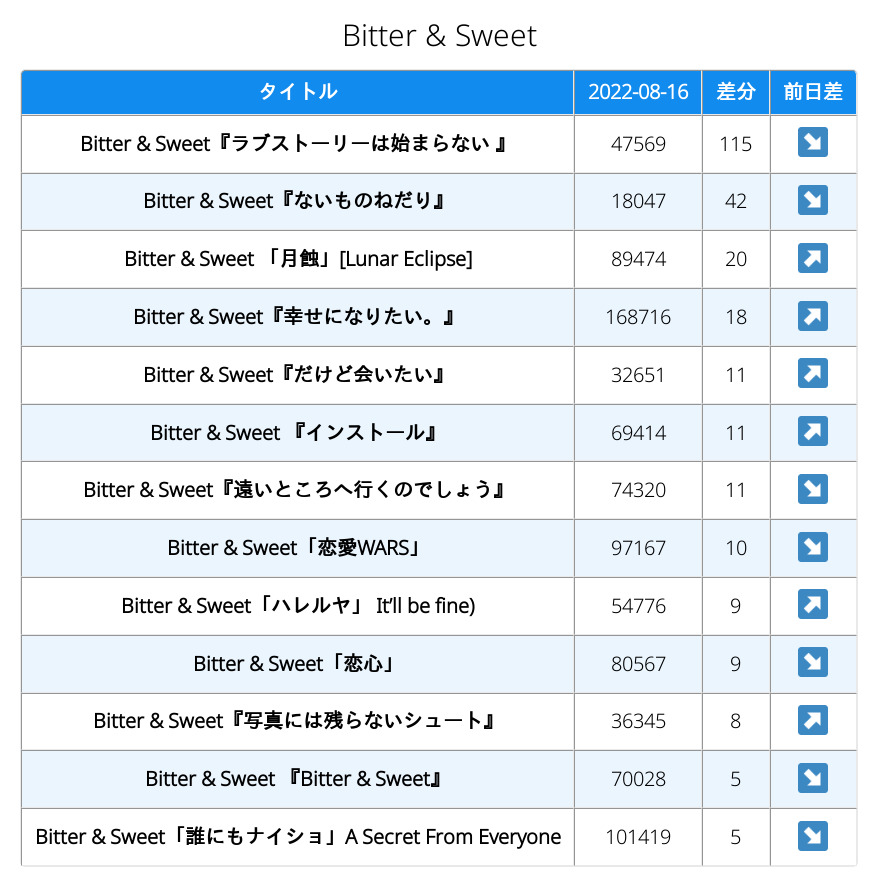 Bitter & Sweet
タイトル 2022-08-16 差分 前日差
Bitter & Sweet『ラブストーリーは始まらない 』 47569 115 ↘
Bitter & Sweet『ないものねだり』 18047 42 ↘
Bitter & Sweet 「月蝕」[Lunar Eclipse] 89474 20 ↗
Bitter & Sweet『幸せになりたい。』 168716 18 ↗
Bitter & Sweet『だけど会いたい』 32651 11 ↗
Bitter & Sweet 『インストール』 69414 11 ↗
Bitter & Sweet『遠いところへ行くのでしょう』 74320 11 ↘
Bitter & Sweet「恋愛WARS」 97167 10 ↘
Bitter & Sweet「ハレルヤ」 It'll be fine) 54776 9 ↗
Bitter & Sweet「恋心」 80567 9 ↘
Bitter & Sweet『写真には残らないシュート』 36345 8 ↗
Bitter & Sweet 『Bitter & Sweet』 70028 5 ↘
Bitter & Sweet「誰にもナイショ」A Secret From Everyone 101419 5 ↘